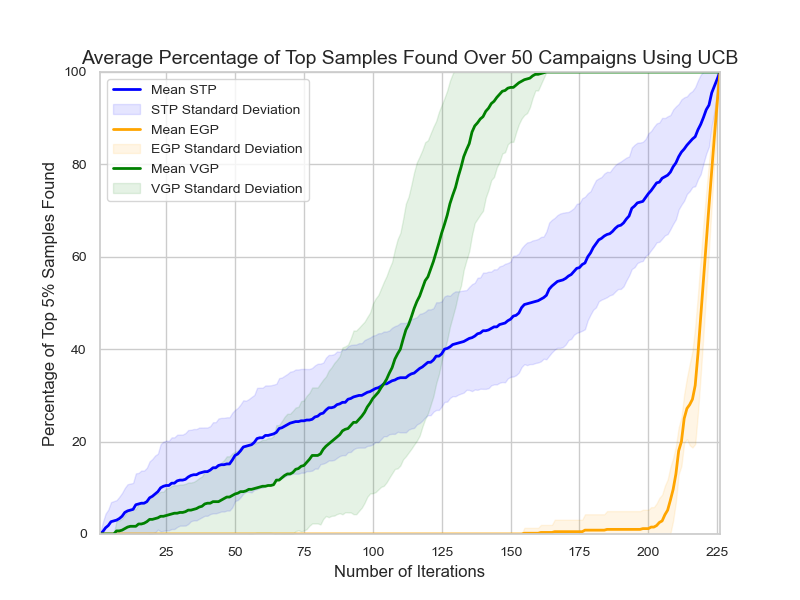 Average Percentage of Top Samples Found Over 50 Campaigns Using UCB
Percentage of Top 5% Samples Found
100
80
60
40
20
0
Mean STP
STP Standard Deviation
Mean EGP
EGP Standard Deviation
Mean VGP
VGP Standard Deviation
25 50 75 100 125 150 175 200 225
Number of Iterations